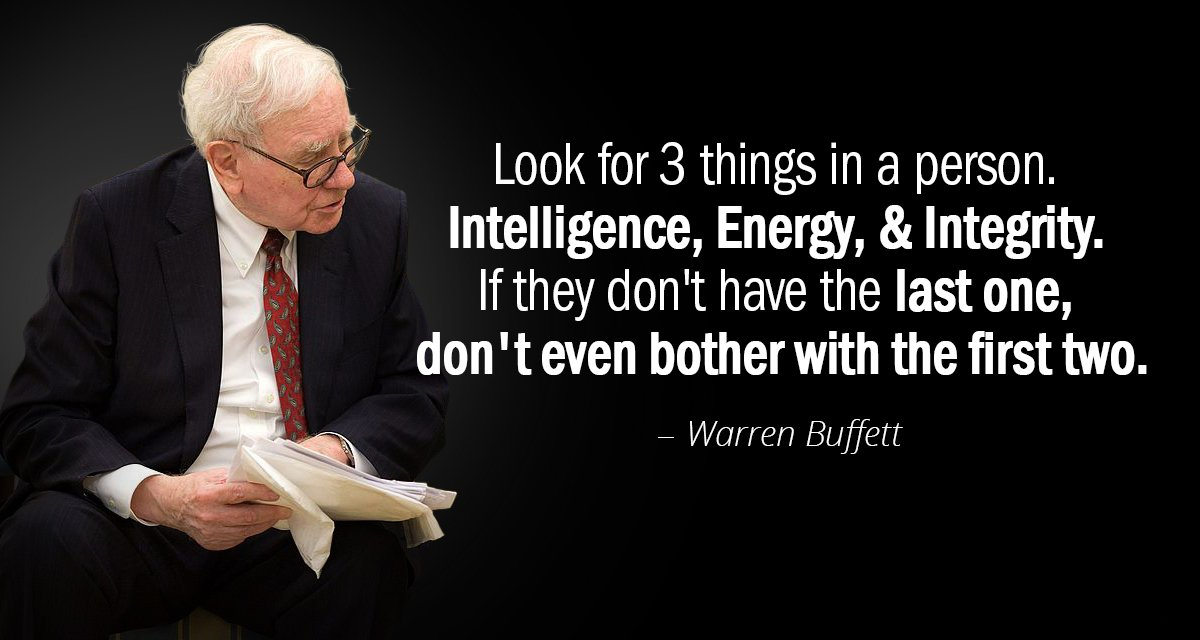 Look for 3 things in a person.
Intelligence, Energy, & Integrity.
If they don't have the last one,
don't even bother with the first two.
– Warren Buffett